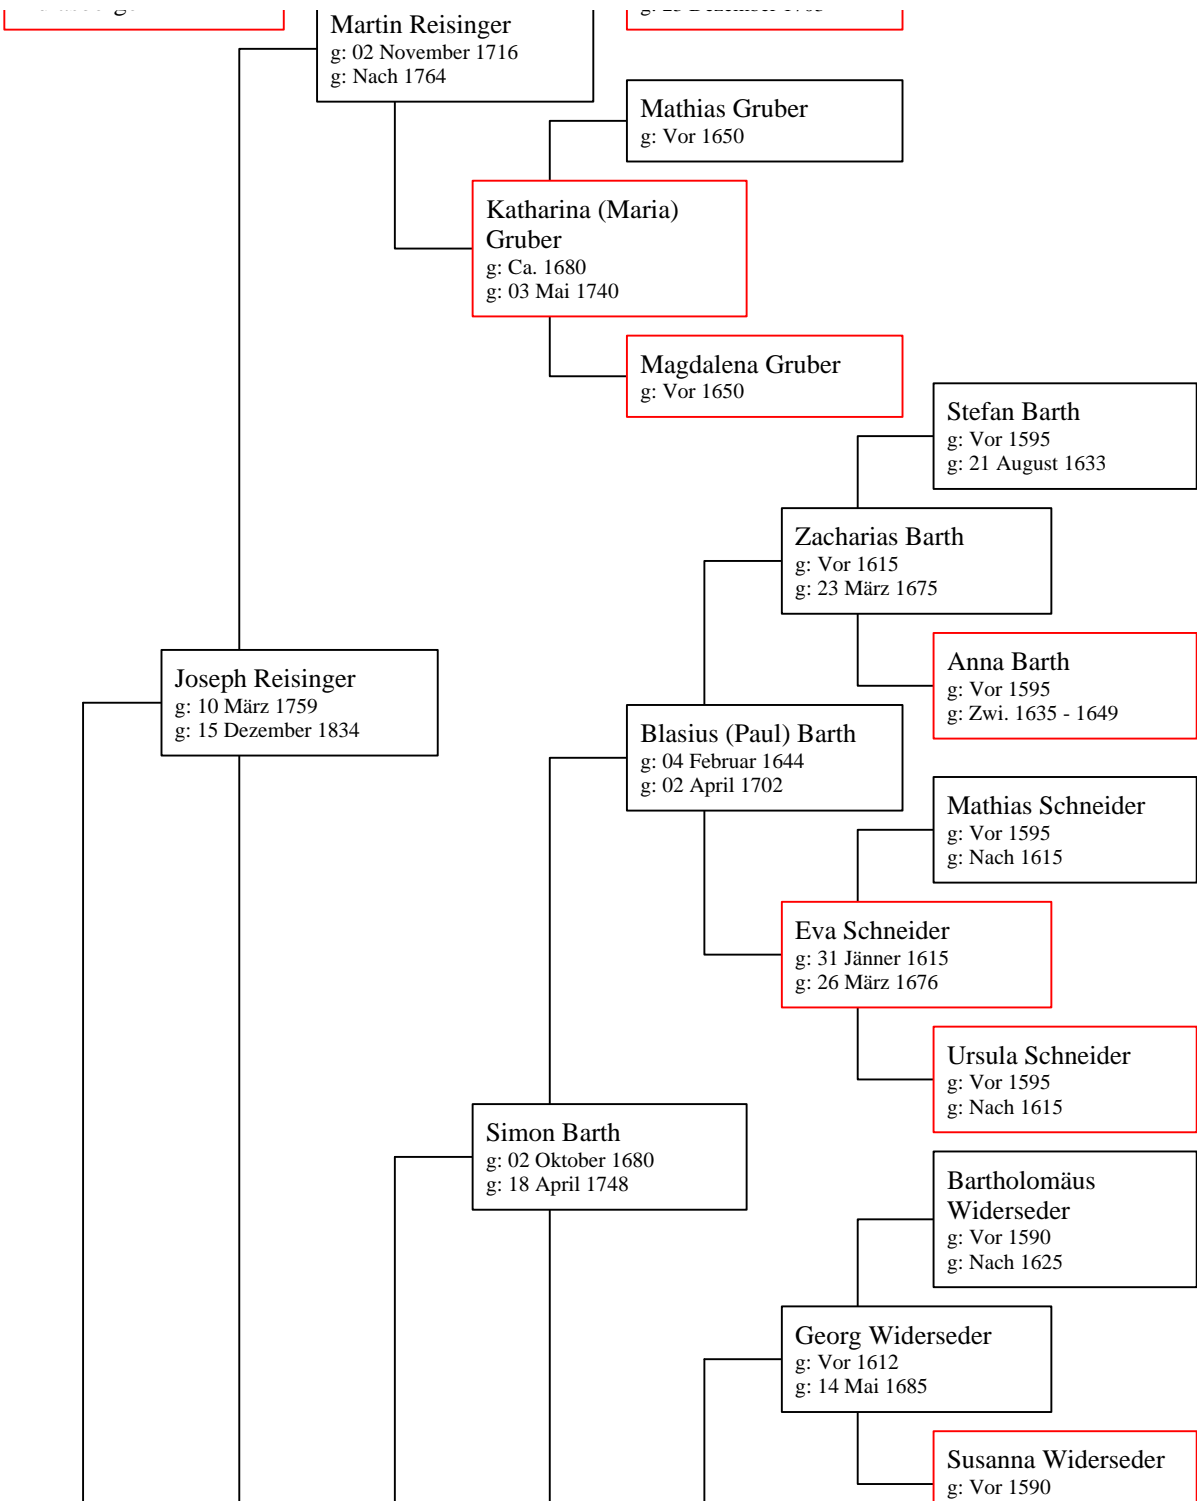 Martin Reisinger
g: 02 November 1716
g: Nach 1764
Mathias Gruber
g: Vor 1650
Katharina (Maria)
Gruber
g: Ca. 1680
g: 03 Mai 1740
Magdalena Gruber
g: Vor 1650
Stefan Barth
g: Vor 1595
g: 21 August 1633
Zacharias Barth
g: Vor 1615
g: 23 März 1675
Anna Barth
g: Vor 1595
g: Zwi. 1635 - 1649
Joseph Reisinger
g: 10 März 1759
g: 15 Dezember 1834
Blasius (Paul) Barth
g: 04 Februar 1644
g: 02 April 1702
Mathias Schneider
g: Vor 1595
g: Nach 1615
Eva Schneider
g: 31 Jänner 1615
g: 26 März 1676
Ursula Schneider
g: Vor 1595
g: Nach 1615
Simon Barth
g: 02 Oktober 1680
g: 18 April 1748
Bartholomäus
Widerseder
g: Vor 1590
g: Nach 1625
Georg Widerseder
g: Vor 1612
g: 14 Mai 1685
Susanna Widerseder
g: Vor 1590